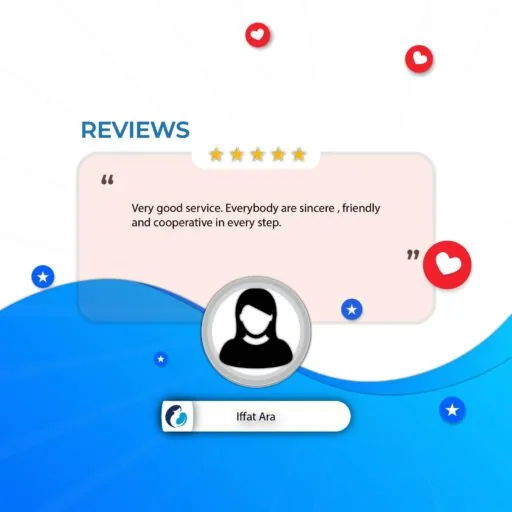 REVIEWS
“
Very good service. Everybody are sincere , friendly
and cooperative in every step.
”
Iffat Ara